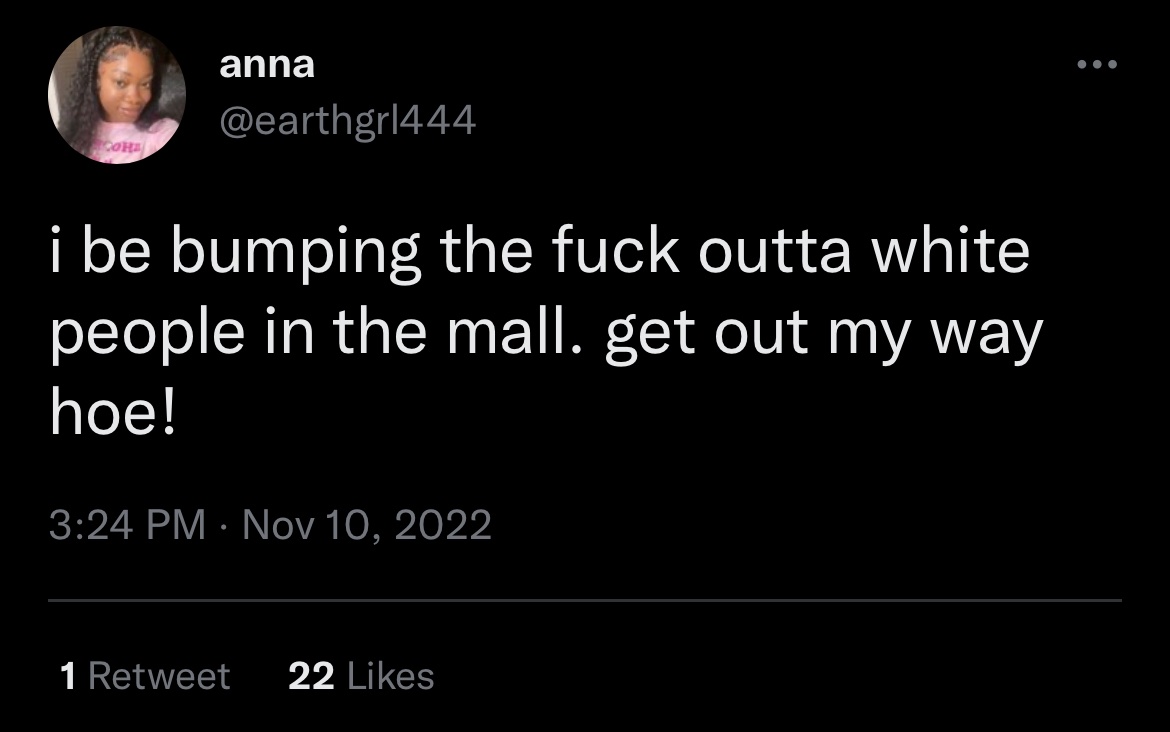 anna
@earthgrl444
i be bumping the fuck outta white
people in the mall. get out my way
hoe!
3:24 PM · Nov 10, 2022
1 Retweet 22 Likes